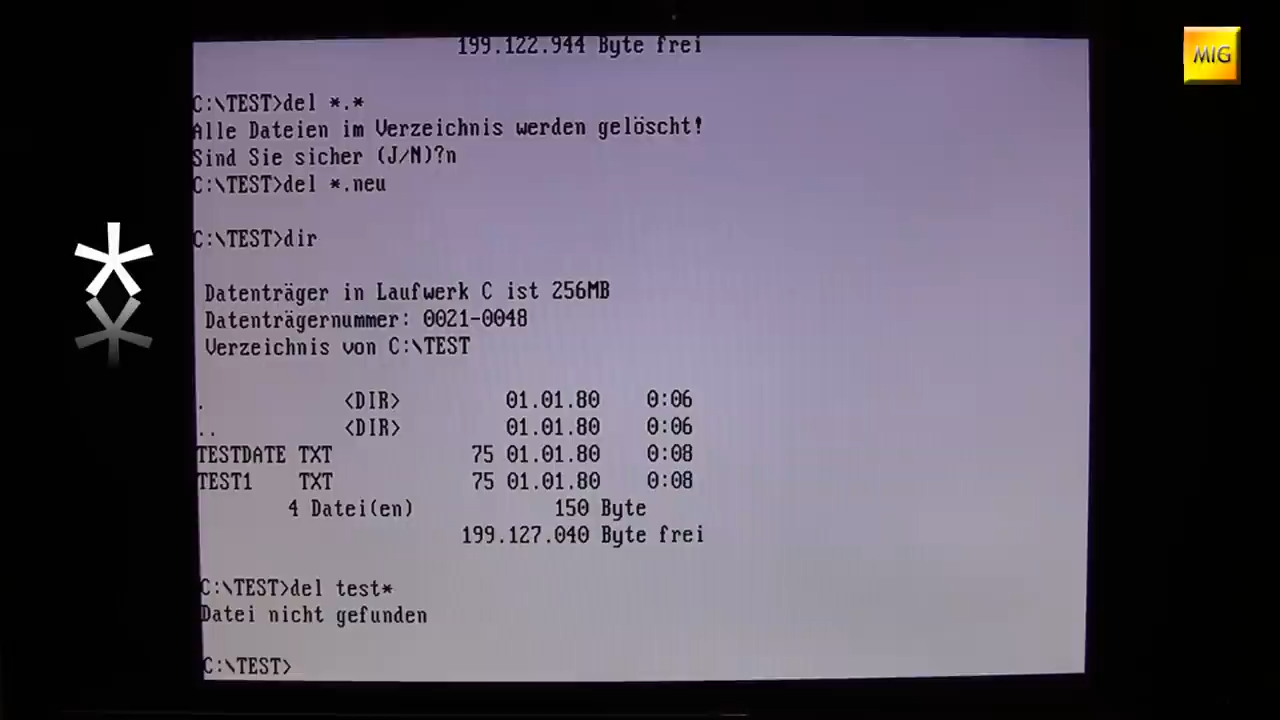 199.122.944 Byte frei
MIG
C:\TEST>del *.*
Alle Dateien im Verzeichnis werden gelöscht!
Sind Sie sicher (J/N)?n
C:\TEST>del *.neu
*
C:\TEST>dir
Datenträger in Laufwerk C ist 256MB
Datenträgernummer: 0021-0048
Verzeichnis von C:\TEST
. <DIR> 01.01.80 0:06
.. <DIR> 01.01.80 0:06
TESTDATE TXT 75 01.01.80 0:08
TEST1 TXT 75 01.01.80 0:08
4 Datei(en) 150 Byte
199.127.040 Byte frei
C:\TEST>del test*
Datei nicht gefunden
C:\TEST>